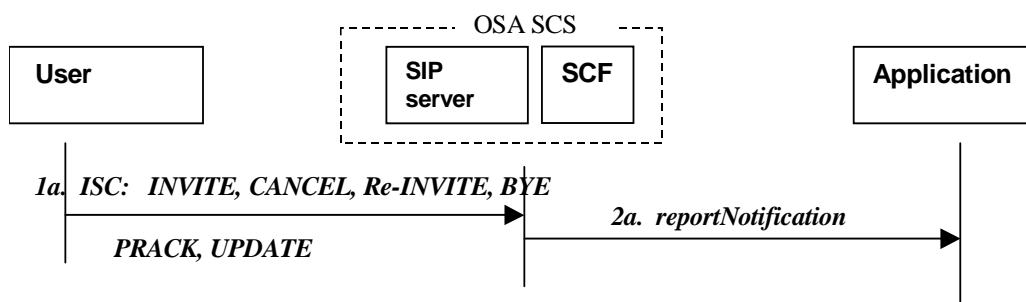 OSA SCS
User
SIP
server
SCF
Application
1a. ISC: INVITE, CANCEL, Re-INVITE, BYE
2a. reportNotification
PRACK, UPDATE